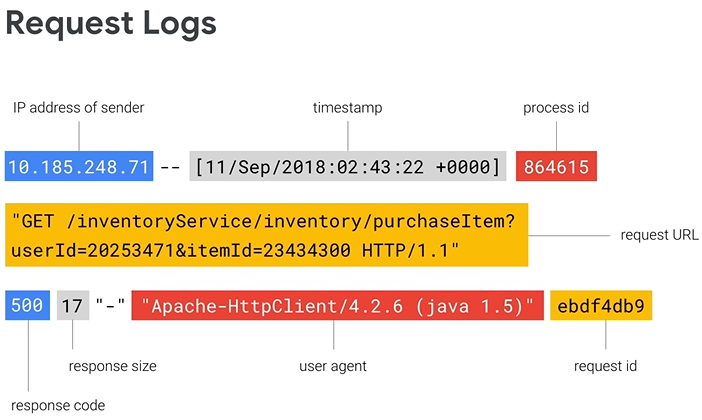 Request Logs
IP address of sender timestamp process id
10.185.248.71 -- [11/Sep/2018:02:43:22 +0000] 864615
"GET /inventoryService/inventory/purchaseItem?
userId=20253471&itemId=23434300 HTTP/1.1"
request URL
500 17 "-" "Apache-HttpClient/4.2.6 (java 1.5)" ebdf4db9
response size user agent request id
response code